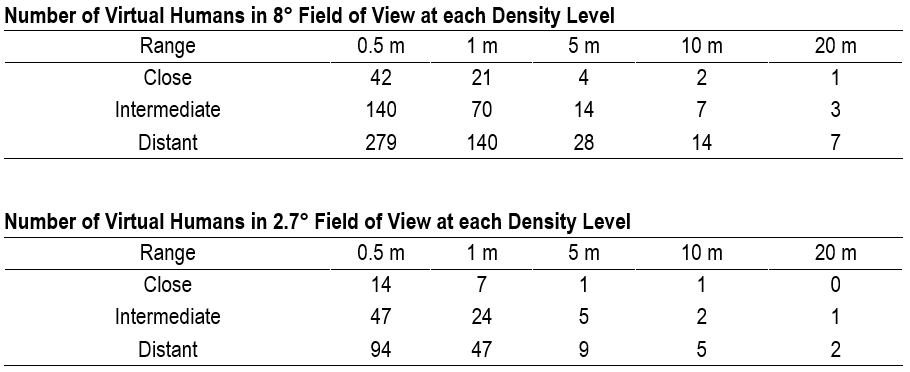 Number of Virtual Humans in 8° Field of View at each Density Level
Range 0.5 m 1 m 5 m 10 m 20 m
Close 42 21 4 2 1
Intermediate 140 70 14 7 3
Distant 279 140 28 14 7
Number of Virtual Humans in 2.7° Field of View at each Density Level
Range 0.5 m 1 m 5 m 10 m 20 m
Close 14 7 1 1 0
Intermediate 47 24 5 2 1
Distant 94 47 9 5 2